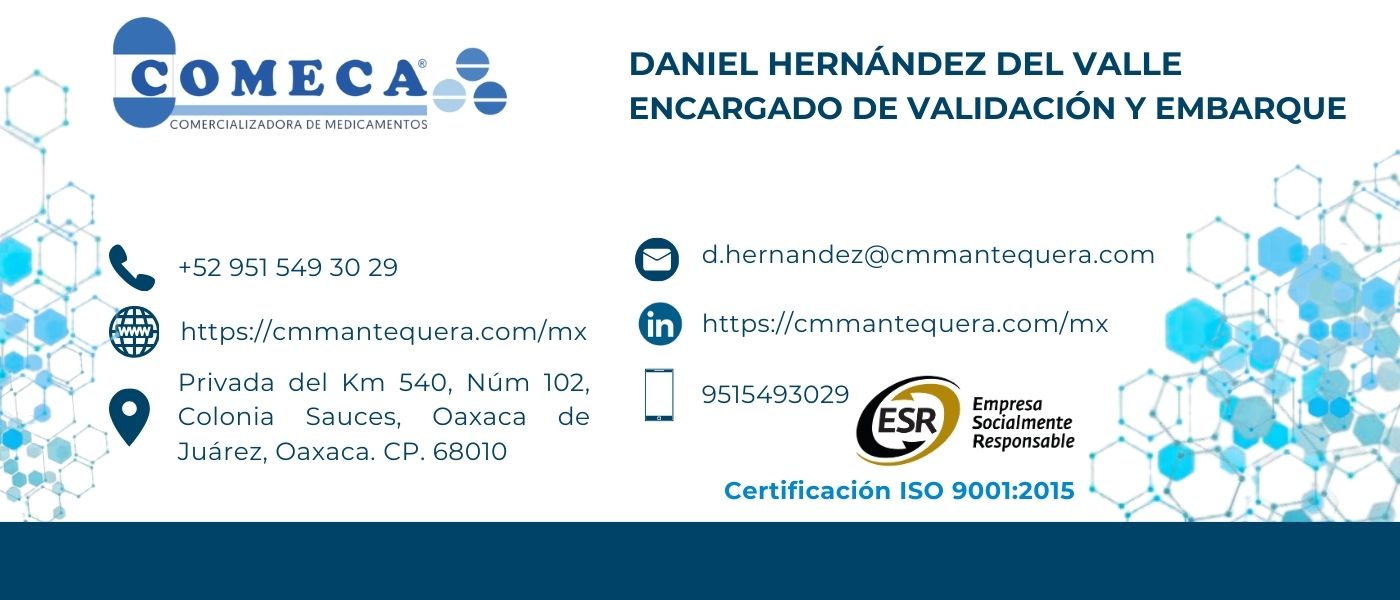 COMECA®
COMERCIALIZADORA DE MEDICAMENTOS
DANIEL HERNÁNDEZ DEL VALLE
ENCARGADO DE VALIDACIÓN Y EMBARQUE
+52 951 549 30 29
www
https://cmmantequera.com/mx
Privada del Km 540, Núm 102,
Colonia Sauces, Oaxaca de
Juárez, Oaxaca. CP. 68010
d.hernandez@cmmantequera.com
in
https://cmmantequera.com/mx
9515493029
ESR
Empresa
Socialmente
Responsable
Certificación ISO 9001:2015